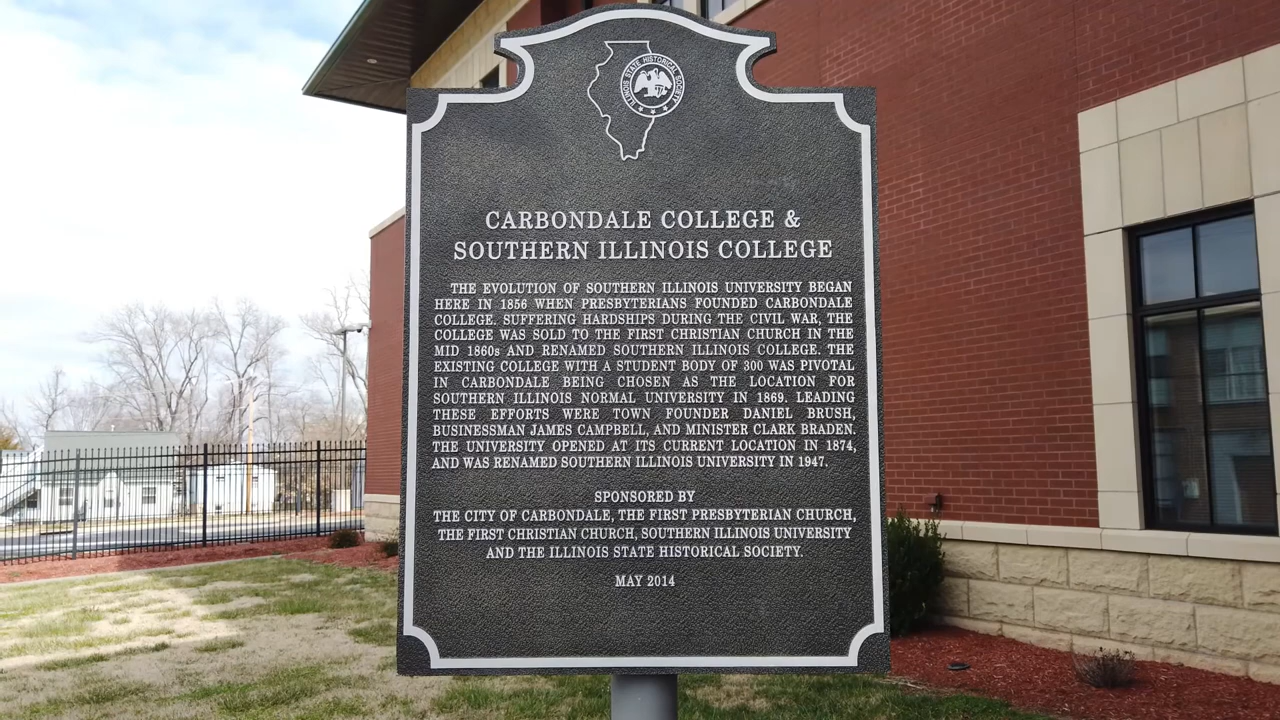 ILLINOIS STATE HISTORICAL SOCIETY
CARBONDALE COLLEGE &
SOUTHERN ILLINOIS COLLEGE
THE EVOLUTION OF SOUTHERN ILLINOIS UNIVERSITY BEGAN
HERE IN 1856 WHEN PRESBYTERIANS FOUNDED CARBONDALE
COLLEGE. SUFFERING HARDSHIPS DURING THE CIVIL WAR, THE
COLLEGE WAS SOLD TO THE FIRST CHRISTIAN CHURCH IN THE
MID 1860s AND RENAMED SOUTHERN ILLINOIS COLLEGE. THE
EXISTING COLLEGE WITH A STUDENT BODY OF 300 WAS PIVOTAL
IN CARBONDALE BEING CHOSEN AS THE LOCATION FOR
SOUTHERN ILLINOIS NORMAL UNIVERSITY IN 1869. LEADING
THESE EFFORTS WERE TOWN FOUNDER DANIEL BRUSH,
BUSINESSMAN JAMES CAMPBELL, AND MINISTER CLARK BRADEN.
THE UNIVERSITY OPENED AT ITS CURRENT LOCATION IN 1874,
AND WAS RENAMED SOUTHERN ILLINOIS UNIVERSITY IN 1947.
SPONSORED BY
THE CITY OF CARBONDALE, THE FIRST PRESBYTERIAN CHURCH,
THE FIRST CHRISTIAN CHURCH, SOUTHERN ILLINOIS UNIVERSITY
AND THE ILLINOIS STATE HISTORICAL SOCIETY.
MAY 2014